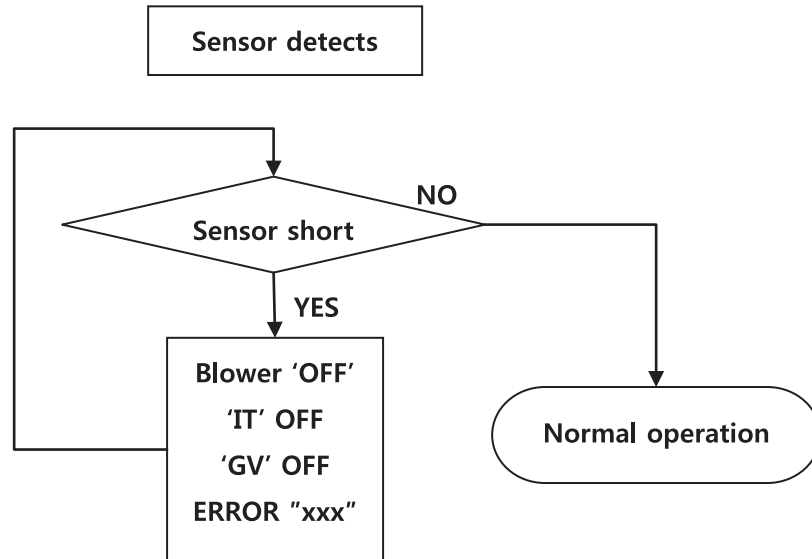 Sensor detects
NO
Sensor short
YES
Blower ‘OFF’
‘IT’ OFF
‘GV’ OFF
ERROR ”xxx”
Normal operation